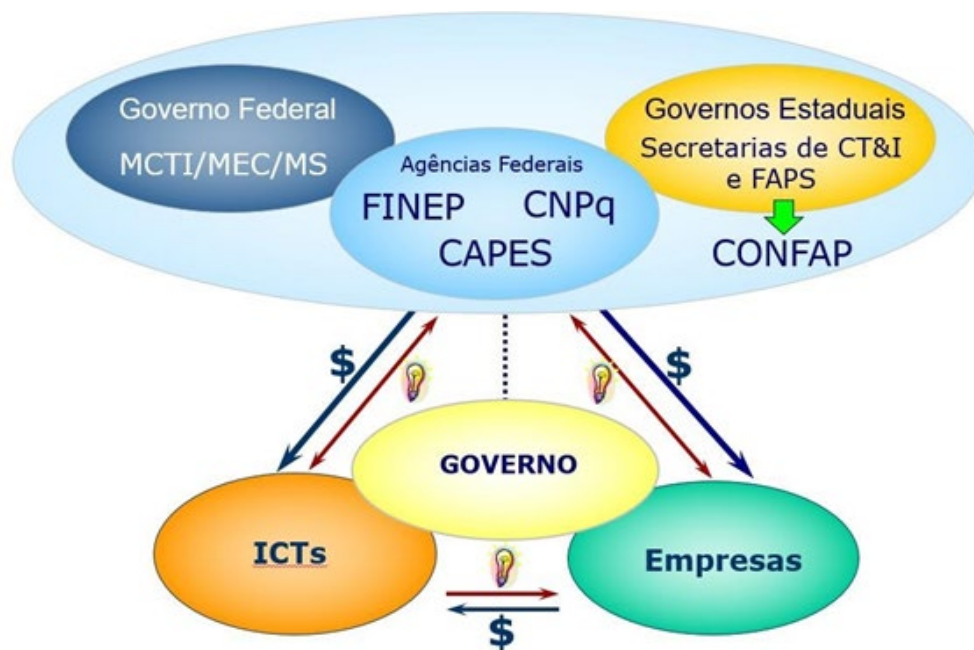 Governo Federal
MCTI/MEC/MS
Governos Estaduais
Secretarias de CT&I
e FAPS
CONFAP
Agências Federais
FINEP CNPq
CAPES
$
$
GOVERNO
ICTs
Empresas
$